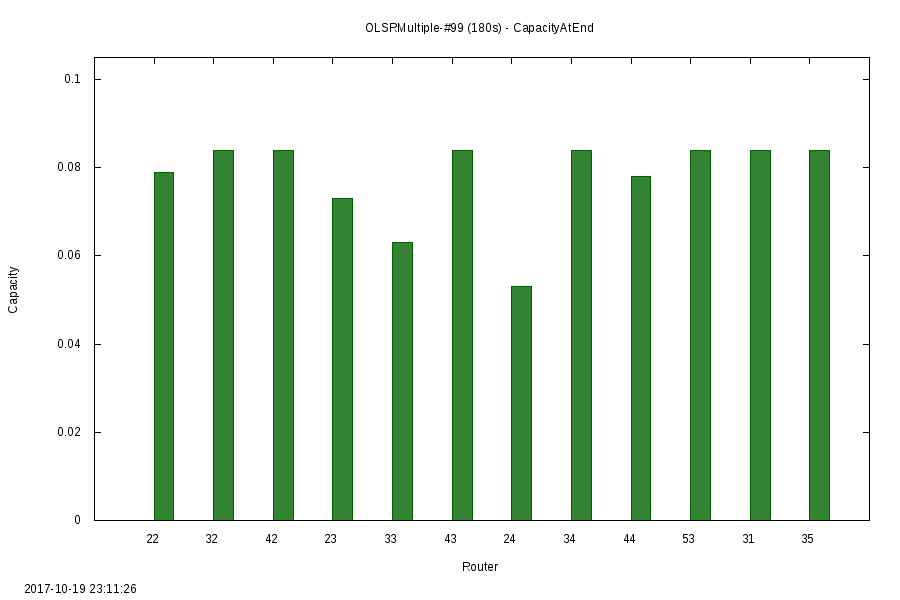 OLSRMultiple-#99 (180s) - CapacityAtEnd
0.1
0.08
0.06
0.04
0.02
0
Capacity
22 32 42 23 33 43 24 34 44 53 31 35
Router
2017-10-19 23:11:26